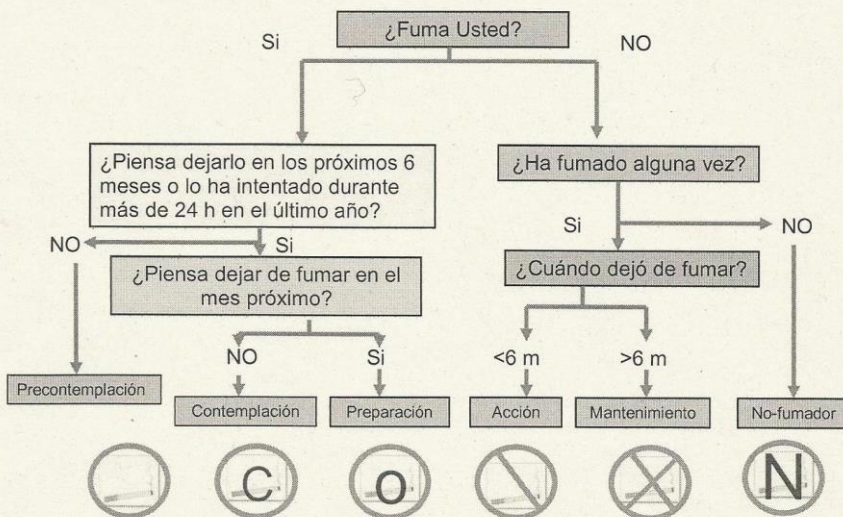 ¿Fuma Usted?
Si
NO
¿Piensa dejarlo en los próximos 6
meses o lo ha intentado durante
más de 24 h en el último año?
¿Ha fumado alguna vez?
NO
Si
Si
NO
¿Piensa dejar de fumar en el
mes próximo?
¿Cuándo dejó de fumar?
NO
Si
<6 m
>6 m
Precontemplación
Contemplación
Preparación
Acción
Mantenimiento
No-fumador
C
o
N